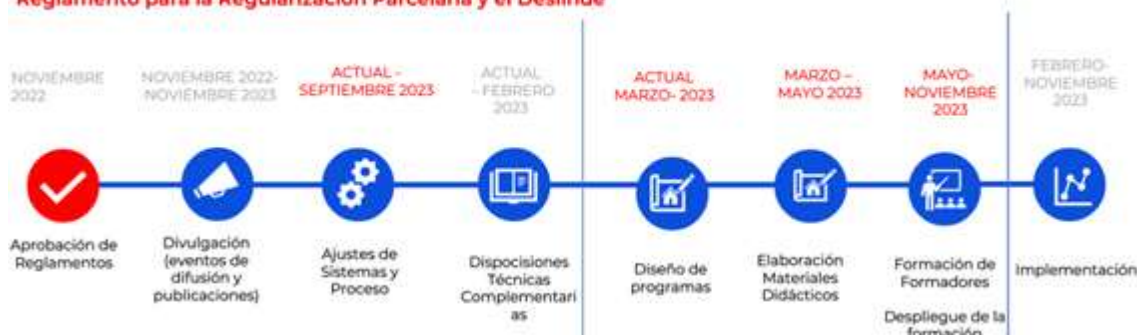 Reglamento para la Regularización Parcelaria y el Deslinde
NOVIEMBRE
2022
NOVIEMBRE 2022-
NOVIEMBRE 2023
ACTUAL –
SEPTIEMBRE 2023
ACTUAL
– FEBRERO
2023
ACTUAL
MARZO- 2023
MARZO –
MAYO 2023
MAYO-
NOVIEMBRE
2023
FEBRERO-
NOVIEMBRE
2023
Aprobación de
Reglamentos
Divulgación
(eventos de
difusión y
publicaciones)
Ajustes de
Sistemas y
Proceso
Disposciones
Técnicas
Complementari
as
Diseño de
programas
Elaboración
Materiales
Didácticos
Formación de
Formadores
Despliegue de la
formación
Implementación